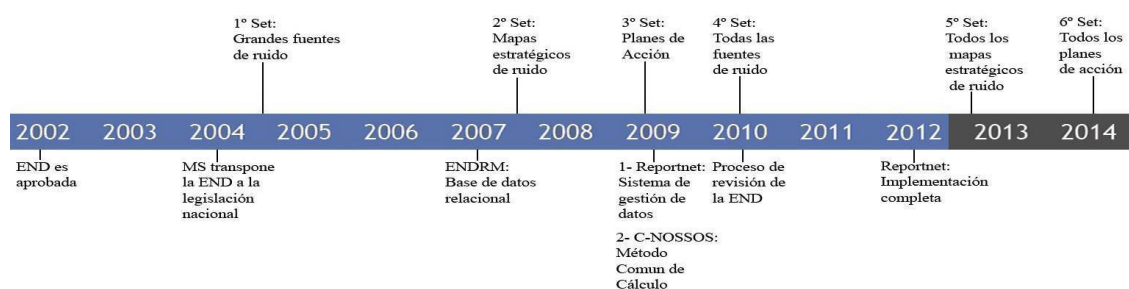 1º Set:
Grandes fuentes
de ruido
2º Set:
Mapas
estratégicos
de ruido
3º Set:
Planes de
Acción
4º Set:
Todas las
fuentes
de ruido
5º Set:
Todos los
mapas
estratégicos
de ruido
6º Set:
Todos los
planes
de acción
2002 2003 2004 2005 2006 2007 2008 2009 2010 2011 2012 2013 2014
END es
aprobada
MS transpone
la END a la
legislación
nacional
ENDRM:
Base de datos
relacional
1- Reportnet:
Sistema de
gestión de
datos
2- C-NOSSOS:
Método
Comun de
Cálculo
Proceso de
revisión de
la END
Reportnet:
Implementación
completa